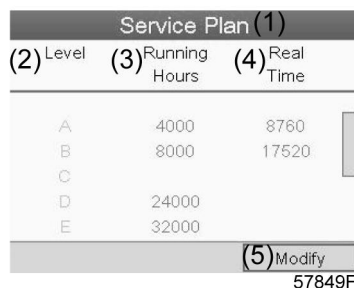 Service Plan (1)
(2) Level (3) Running Hours (4) Real Time
A 4000 8760
B 8000 17520
C
D 24000
E 32000
(5) Modify
57849F